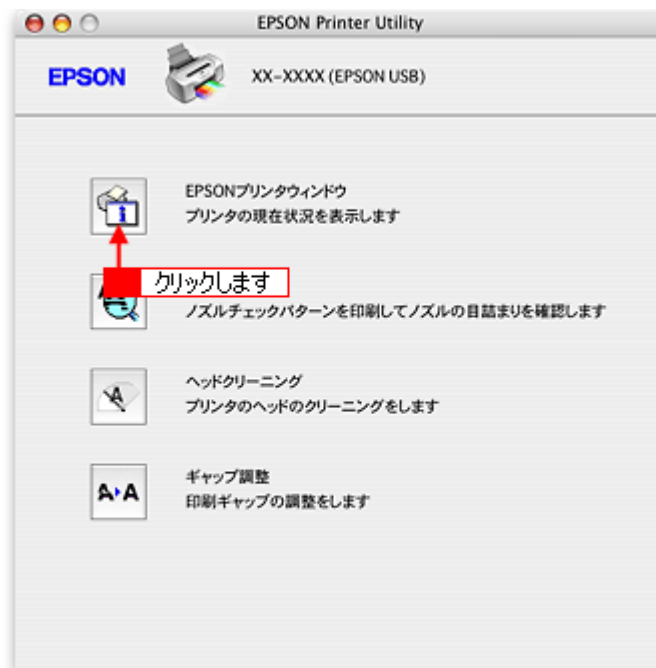 EPSON Printer Utility
EPSON
XX-XXXX (EPSON USB)
EPSONプリンタウィンドウ
プリンタの現在状況を表示します
クリックします
ノズルチェックパターンを印刷してノズルの目詰まりを確認します
ヘッドクリーニング
プリンタのヘッドのクリーニングをします
ギャップ調整
印刷ギャップの調整をします